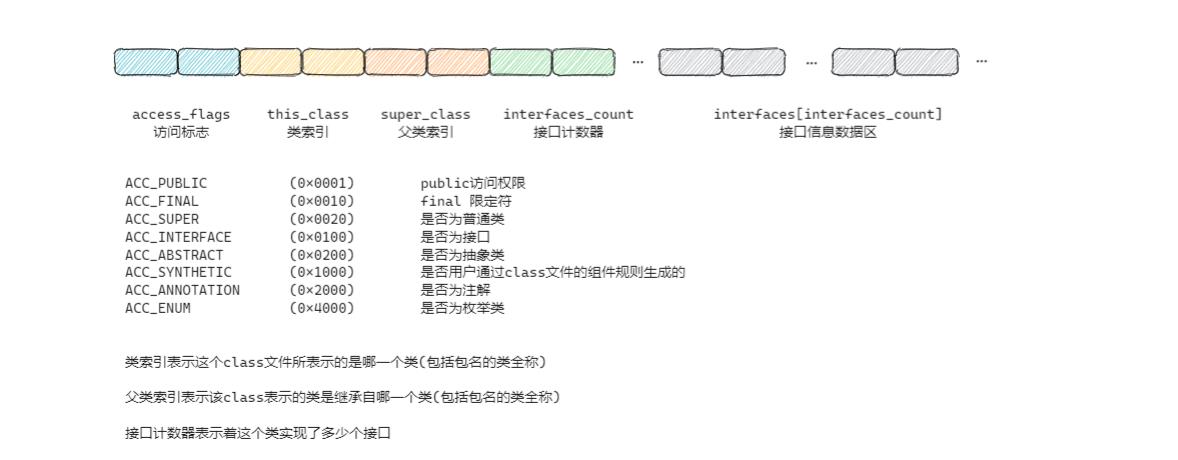 ... ... ...
access_flags this_class super_class interfaces_count interfaces[interfaces_count]
访问标志 类索引 父类索引 接口计数器 接口信息数据区
ACC_PUBLIC (0×0001) public访问权限
ACC_FINAL (0×0010) final 限定符
ACC_SUPER (0×0020) 是否为普通类
ACC_INTERFACE (0×0100) 是否为接口
ACC_ABSTRACT (0×0200) 是否为抽象类
ACC_SYNTHETIC (0×1000) 是否用户通过class文件的组件规则生成的
ACC_ANNOTATION (0×2000) 是否为注解
ACC_ENUM (0×4000) 是否为枚举类
类索引表示这个class文件所表示的是哪一个类(包括包名的类全称)
父类索引表示该class表示的类是继承自哪一个类(包括包名的类全称)
接口计数器表示着这个类实现了多少个接口